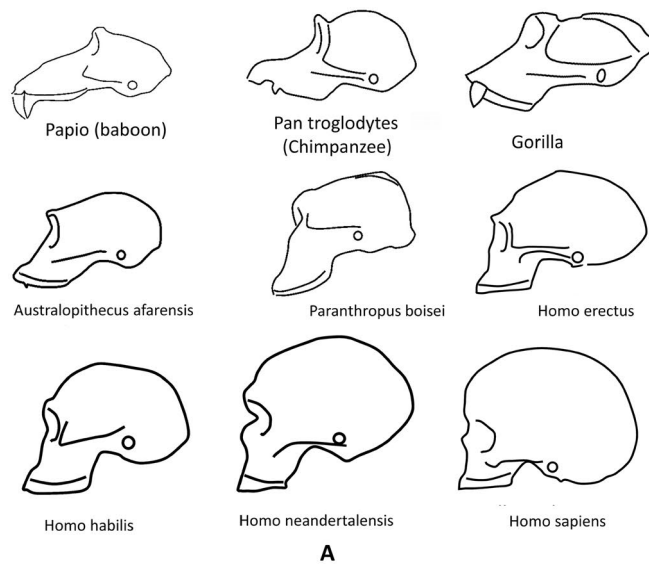 Papio (baboon)
Pan troglodytes
(Chimpanzee)
Gorilla
Australopithecus afarensis
Paranthropus boisei
Homo erectus
Homo habilis
Homo neandertalensis
Homo sapiens
A